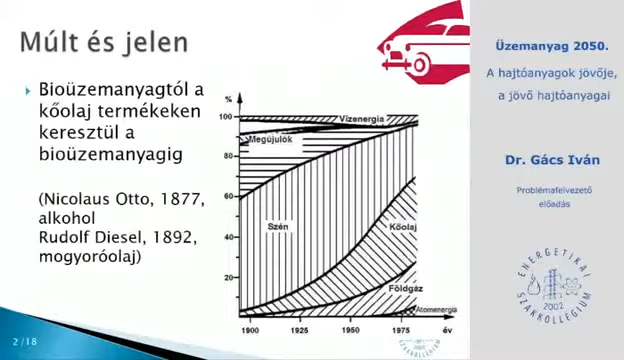 Múlt és jelen
Bioüzemanyagtól a
kőolaj termékeken
keresztül a
bioüzemanyagig
(Nicolaus Otto, 1877,
alkohol
Rudolf Diesel, 1892,
mogyoróolaj)
%
100
80
60
40
20
Vízenergia
Megújulók
Szén
Kőolaj
Földgáz
Atomenergia
1900
1925
1950
1975
év
2/18
Üzemanyag 2050.
A hajtóanyagok jövője,
a jövő hajtóanyagai
Dr. Gács Iván
Problémafelvezető
előadás
ENERGETIKAI
SZAKKOLLÉGIUM
2002